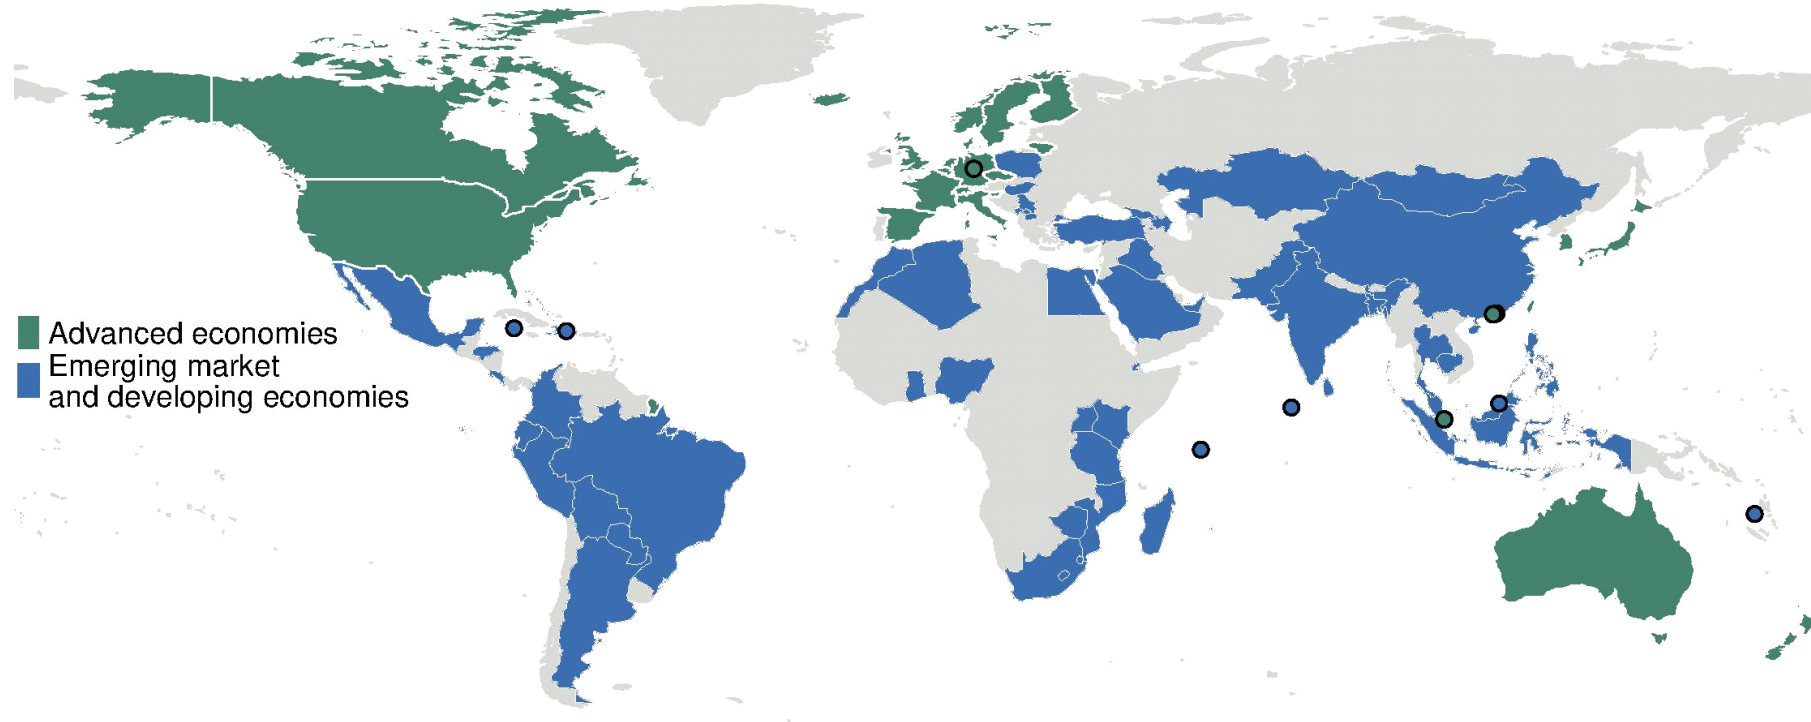 Advanced economies
Emerging market
and developing economies